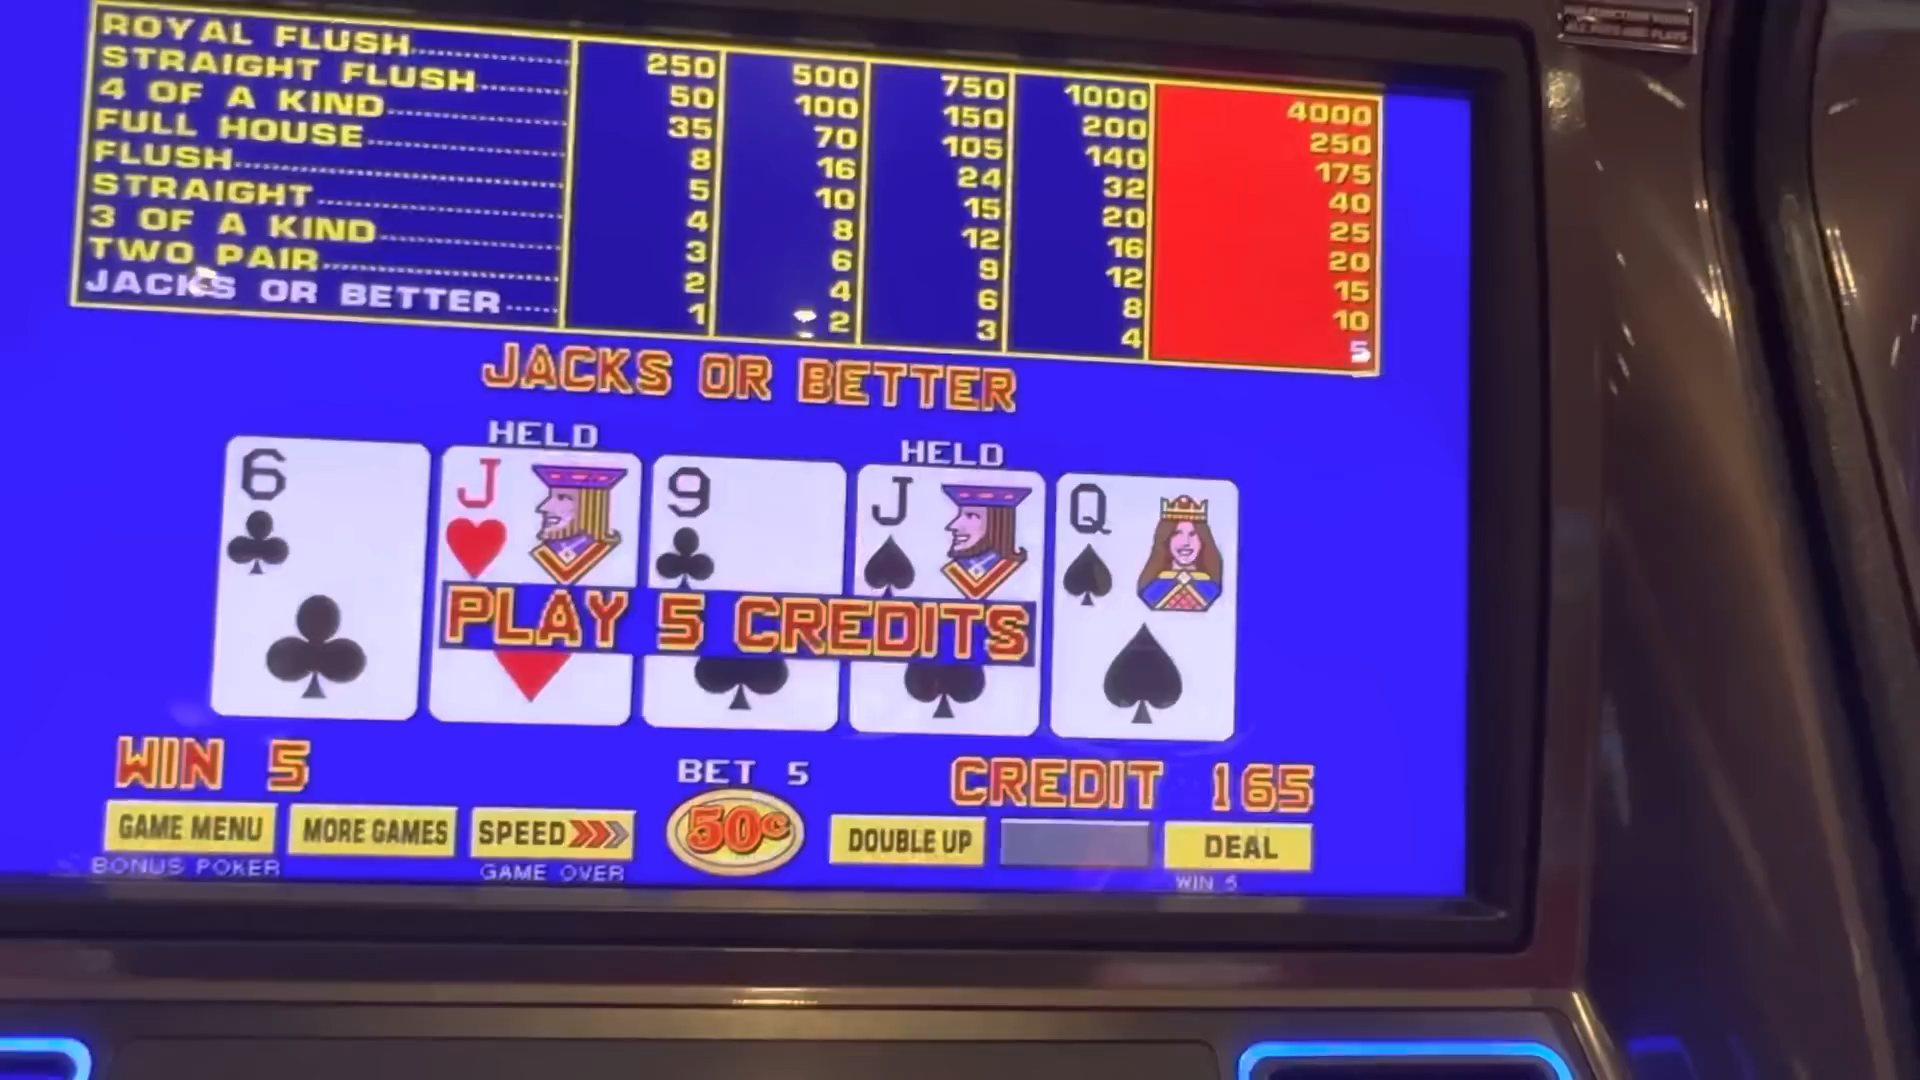 ROYAL FLUSH 250 500 750 1000 4000
STRAIGHT FLUSH 50 100 150 200 250
4 OF A KIND 35 70 105 140 175
FULL HOUSE 8 16 24 32 40
FLUSH 5 10 15 20 25
STRAIGHT 4 8 12 16 20
3 OF A KIND 3 6 9 12 15
TWO PAIR 2 4 6 8 10
JACKS OR BETTER 1 2 3 4 5
JACKS OR BETTER
HELD HELD
6 J 9 J Q
PLAY 5 CREDITS
WIN 5 BET 5 CREDIT 165
GAME MENU MORE GAMES SPEED 50¢ DOUBLE UP DEAL
BONUS POKER GAME OVER WIN 5